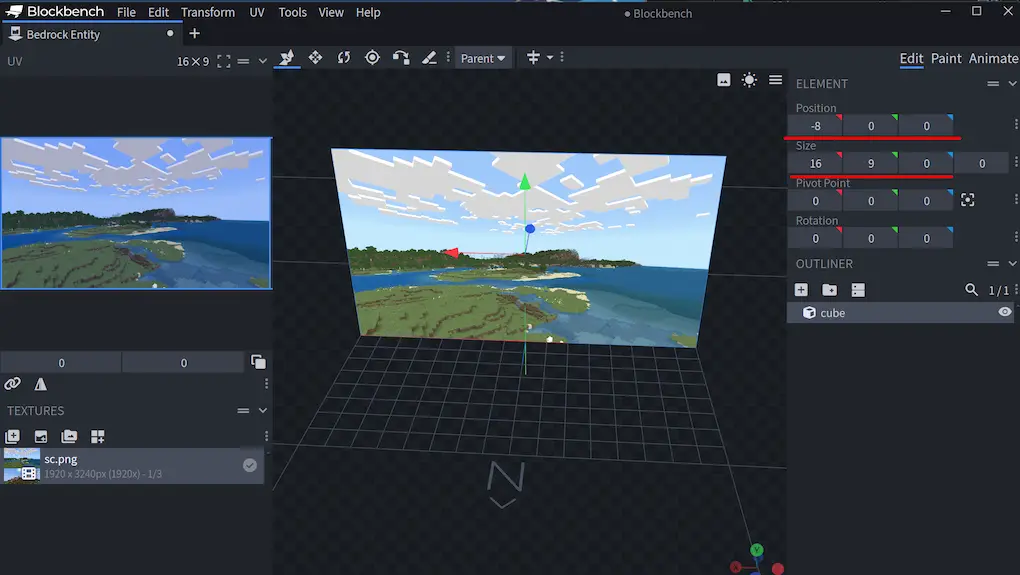 Blockbench File Edit Transform UV Tools View Help
Blockbench
Bedrock Entity
UV
16 × 9
Parent
Edit Paint Animate
ELEMENT
Position
-8 0 0
Size
16 9 0 0
Pivot Point
0 0 0
Rotation
0 0 0
OUTLINER
1/1
cube
0 0
TEXTURES
sc.png
1920 x 3240px (1920x) - 1/3
N
Y